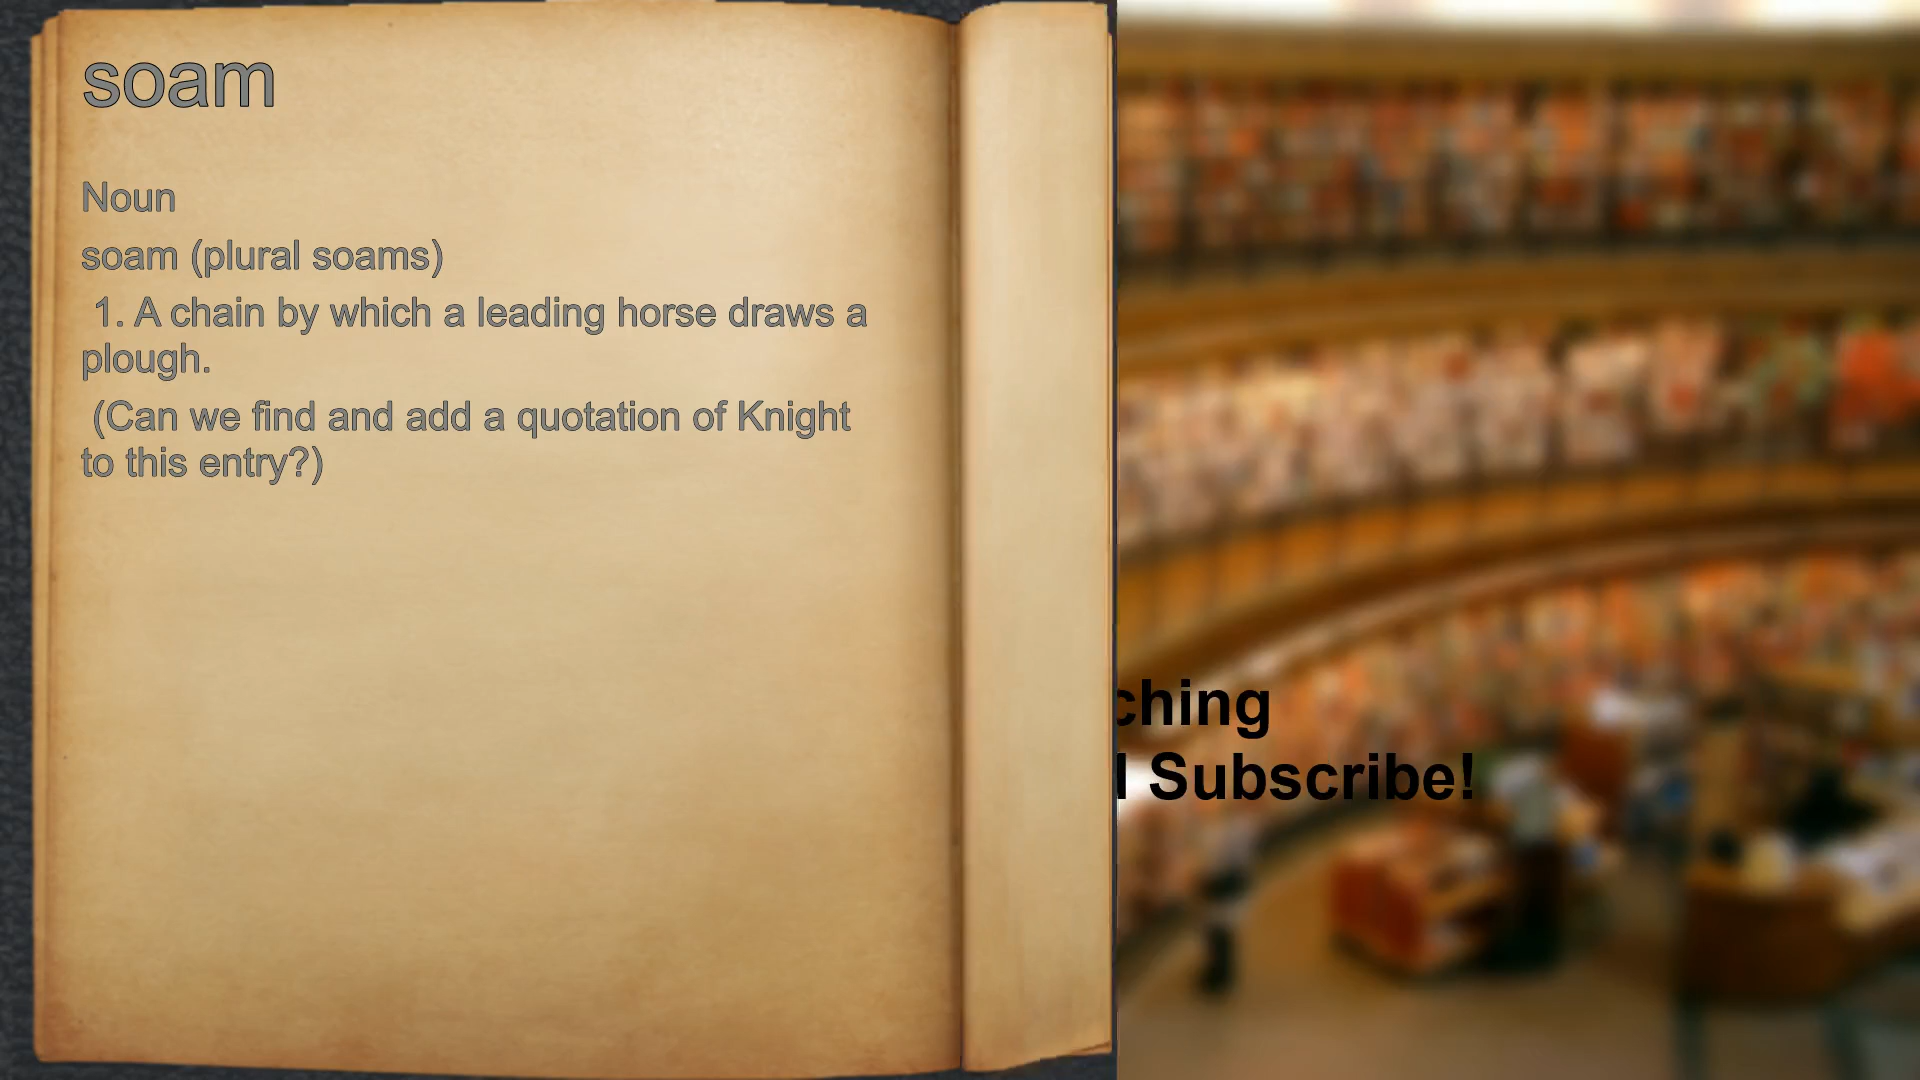 soam
Noun
soam (plural soams)
1. A chain by which a leading horse draws a
plough.
(Can we find and add a quotation of Knight
to this entry?)
ching
Subscribe!